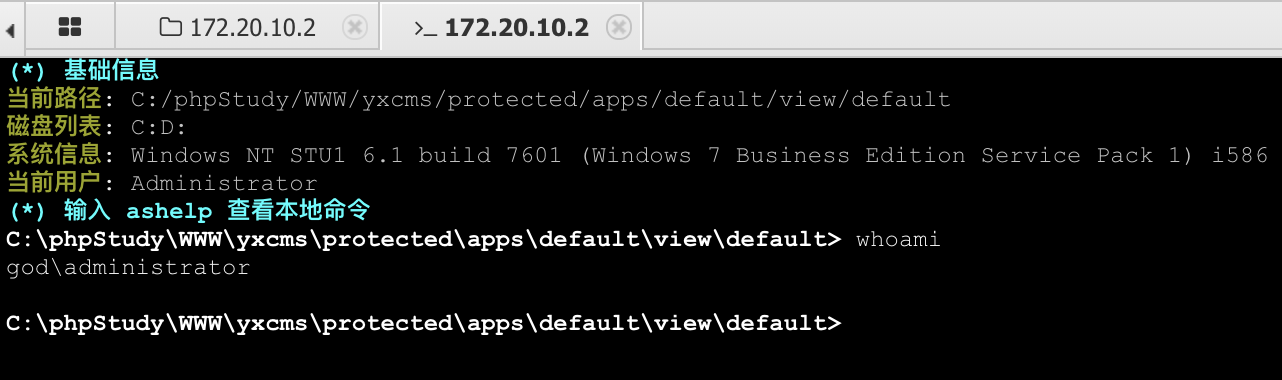 172.20.10.2
>_ 172.20.10.2
(*) 基础信息
当前路径: C:/phpStudy/WWW/yxcms/protected/apps/default/view/default
磁盘列表: C:D:
系统信息: Windows NT STU1 6.1 build 7601 (Windows 7 Business Edition Service Pack 1) i586
当前用户: Administrator
(*) 输入 ashelp 查看本地命令
C:\phpStudy\WWW\yxcms\protected\apps\default\view\default> whoami
god\administrator
C:\phpStudy\WWW\yxcms\protected\apps\default\view\default>